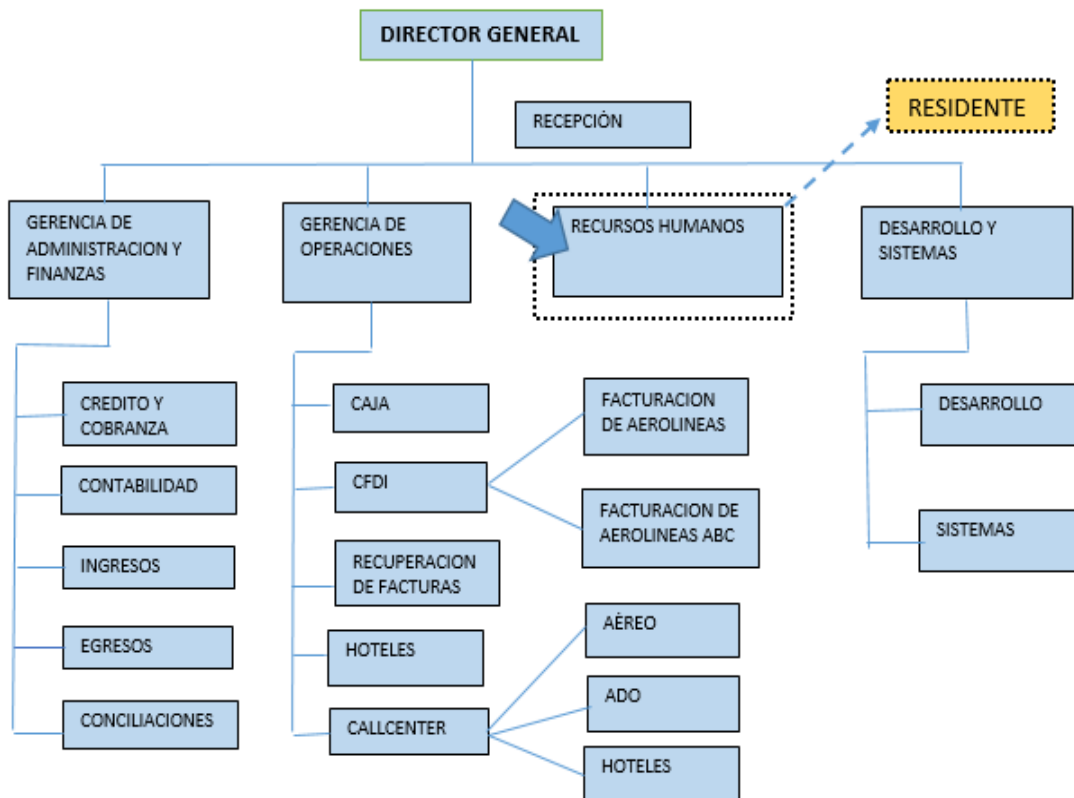 DIRECTOR GENERAL
RECEPCIÓN
RESIDENTE
GERENCIA DE
ADMINISTRACION Y
FINANZAS
GERENCIA DE
OPERACIONES
RECURSOS HUMANOS
DESARROLLO Y
SISTEMAS
CREDITO Y
COBRANZA
CONTABILIDAD
INGRESOS
EGRESOS
CONCILIACIONES
CAJA
CFDI
RECUPERACION
DE FACTURAS
HOTELES
CALLCENTER
FACTURACION
DE AEROLINEAS
FACTURACION DE
AEROLINEAS ABC
AÉREO
ADO
HOTELES
DESARROLLO
SISTEMAS